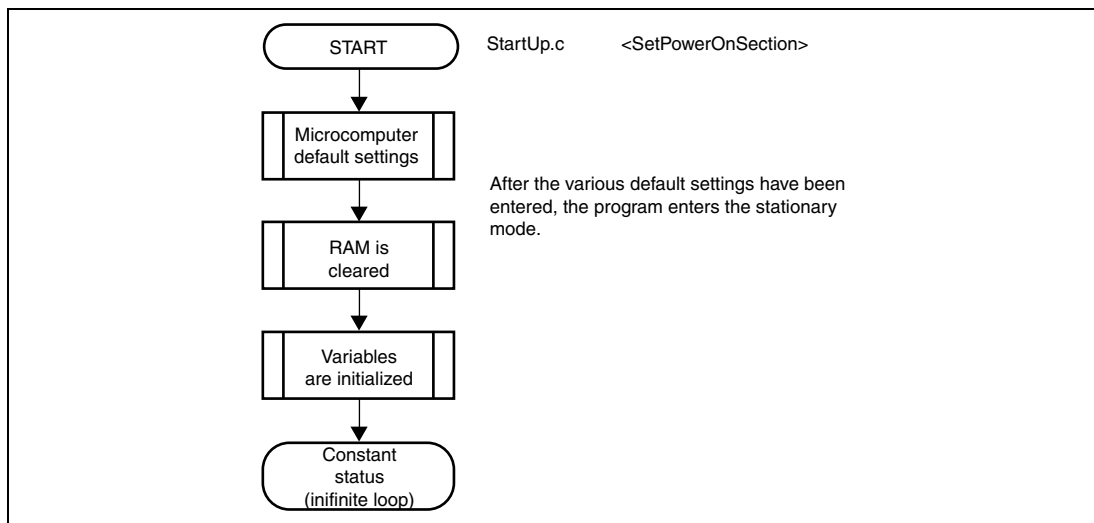 START
StartUp.c <SetPowerOnSection>
Microcomputer
default settings
After the various default settings have been
entered, the program enters the stationary
mode.
RAM is
cleared
Variables
are initialized
Constant
status
(inifinite loop)